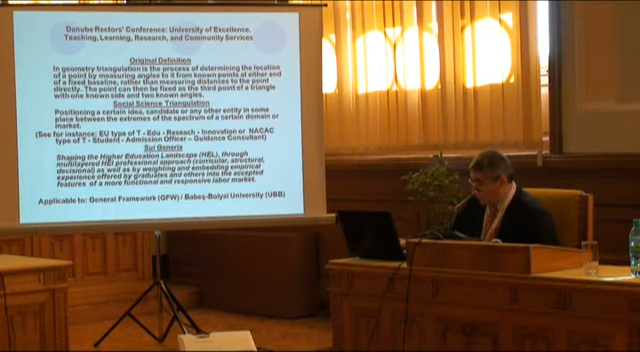 Danube Rectors' Conference: University of Excellence.
Teaching, Learning, Research, and Community Services
Original Definition
In geometry triangulation is the process of determining the location
of a point by measuring angles to it from known points at either end
of a fixed baseline, rather than measuring distances to the point
directly. The point can then be fixed as the third point of a triangle
with one known side and two known angles.
Social Science Triangulation
Positioning a certain idea, candidate or any other entity in some
place between the extremes of the spectrum of a certain domain or
market.
(See for instance: EU type of T - Edu - Reseach - Innovation or NACAC
type of T - Student - Admission Officer – Guidance Consultant)
Sui Generis
Shaping the Higher Education Landscape (HEL), through
multilayered HEI professional approach (curricular, structural,
decisional) as well as by weighting and embedding empirical
experience offered by graduates and others into the accepted
features of a more functional and responsive labor market.
Applicable to: General Framework (GFW) / Babeş-Bolyai University (UBB)